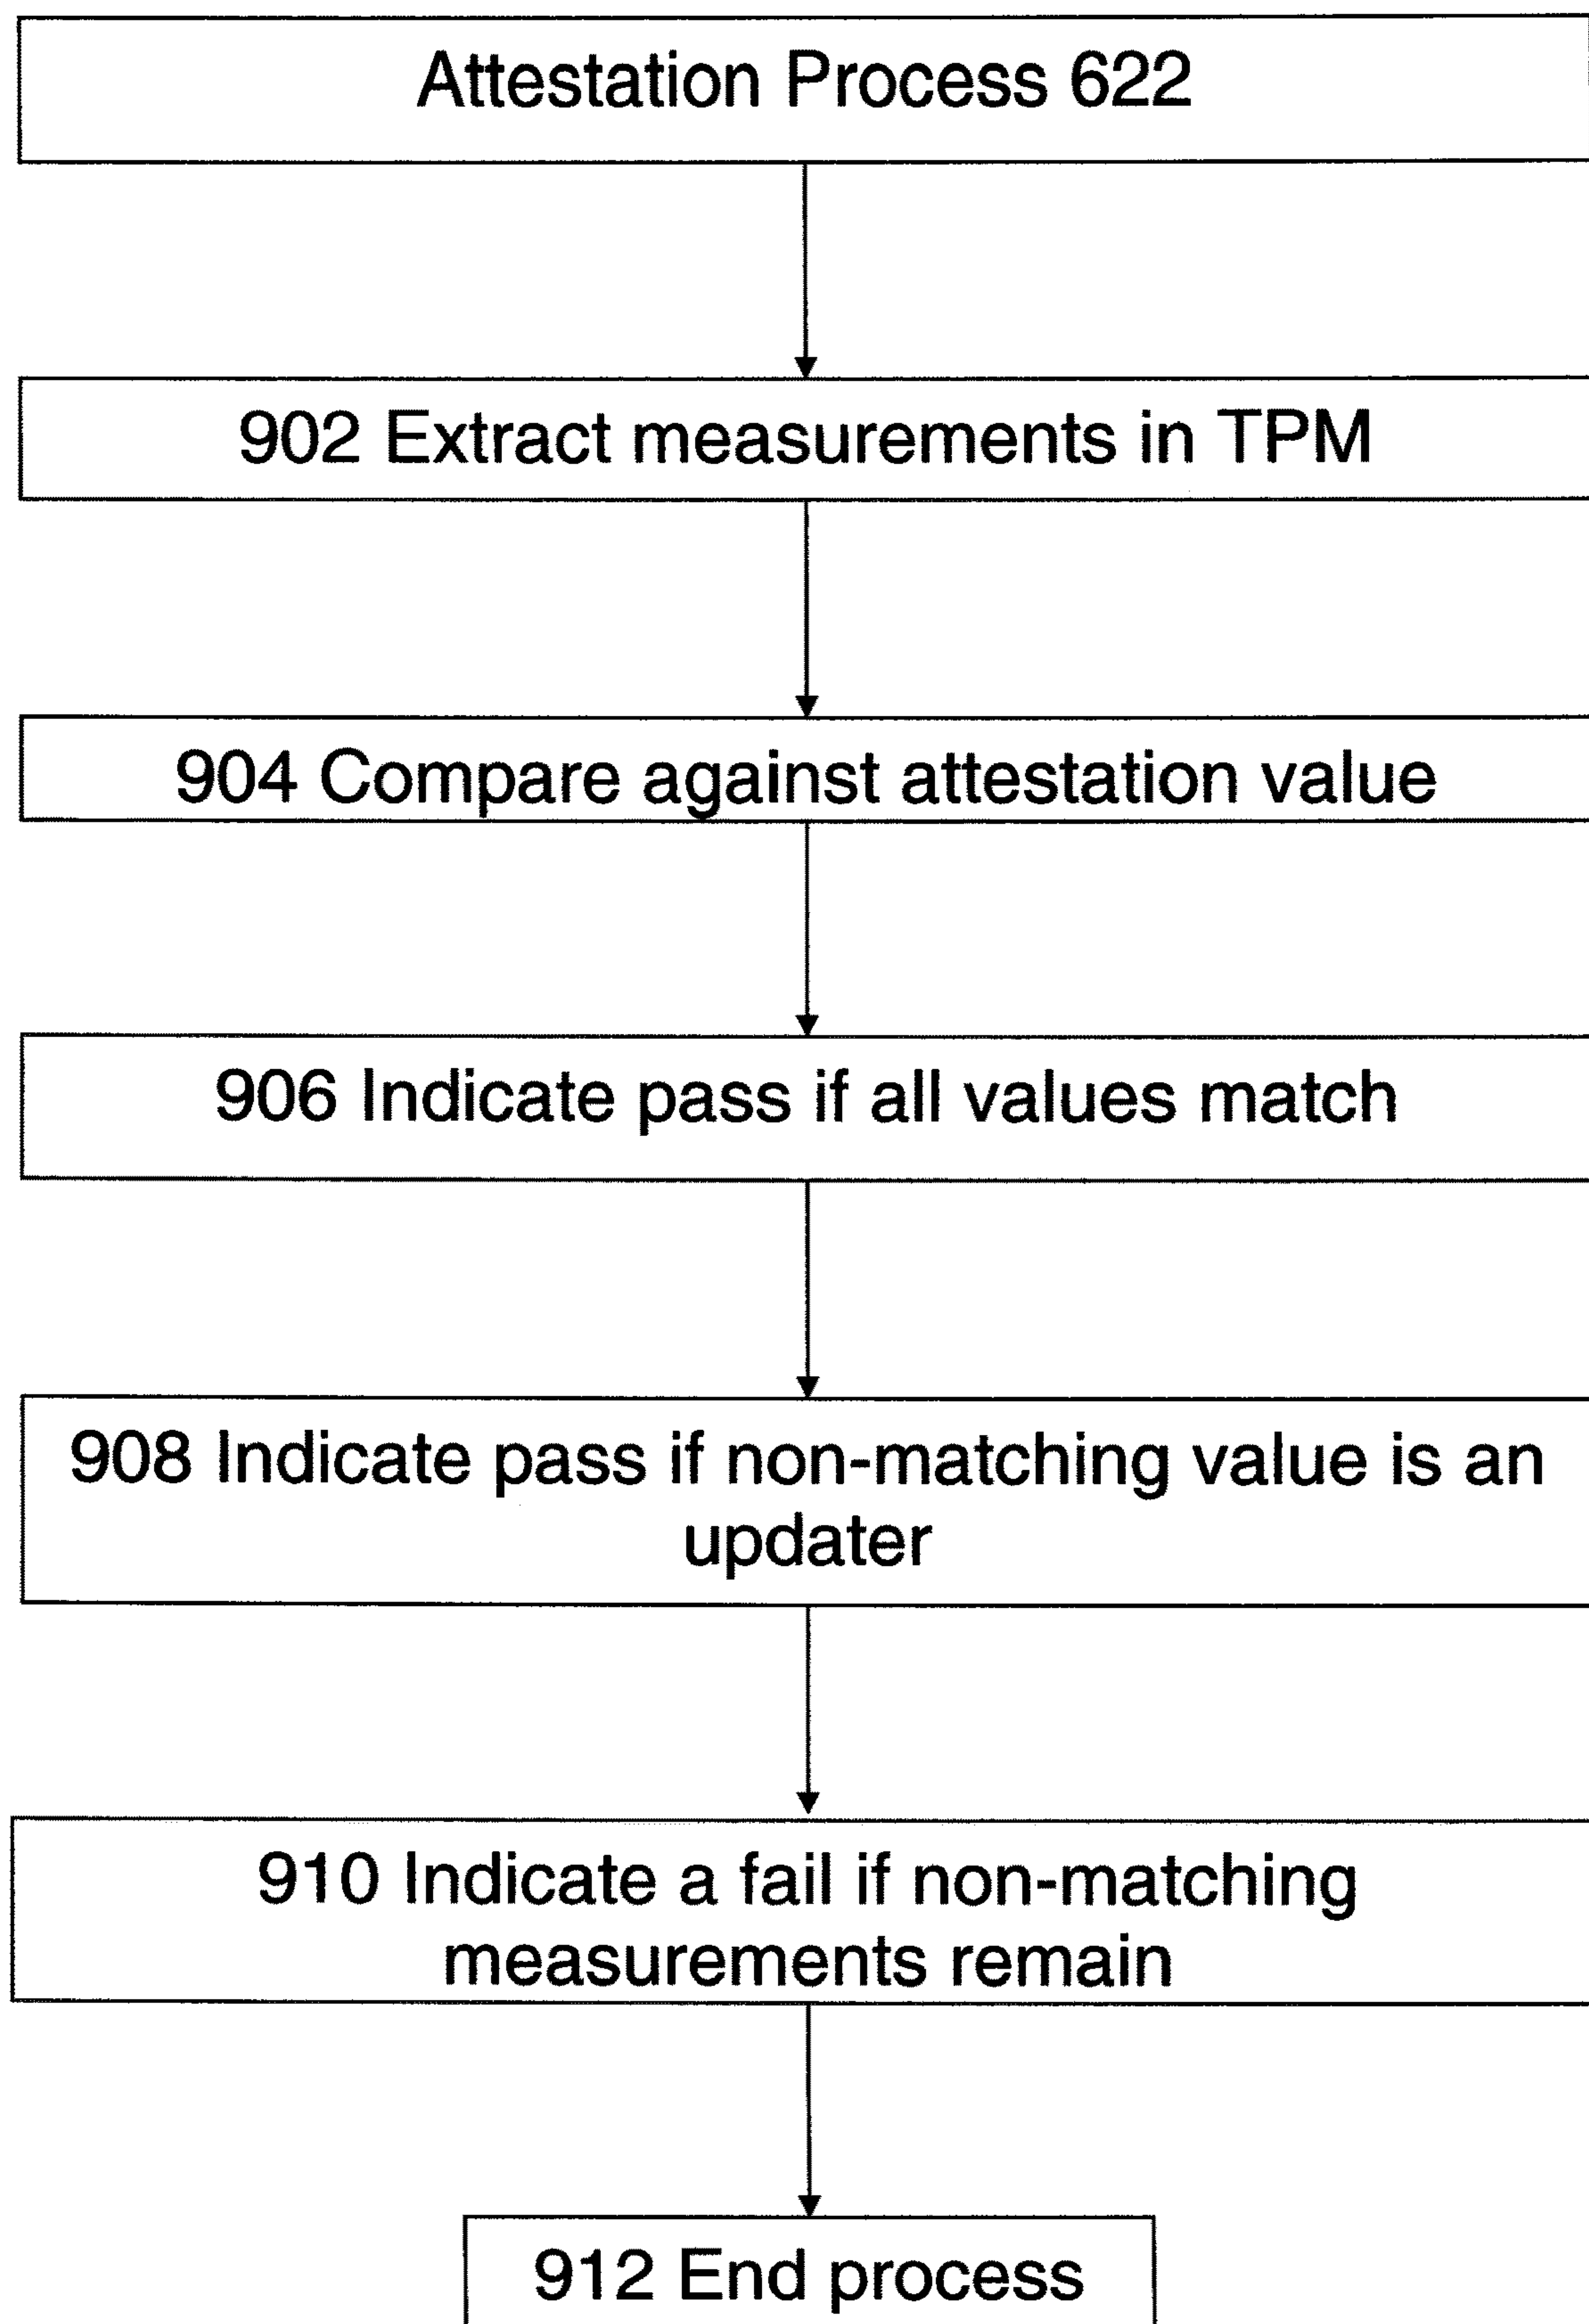 Attestation Process 622
902 Extract measurements in TPM
904 Compare against attestation value
906 Indicate pass if all values match
908 Indicate pass if non-matching value is an
updater
910 Indicate a fail if non-matching
measurements remain
912 End process